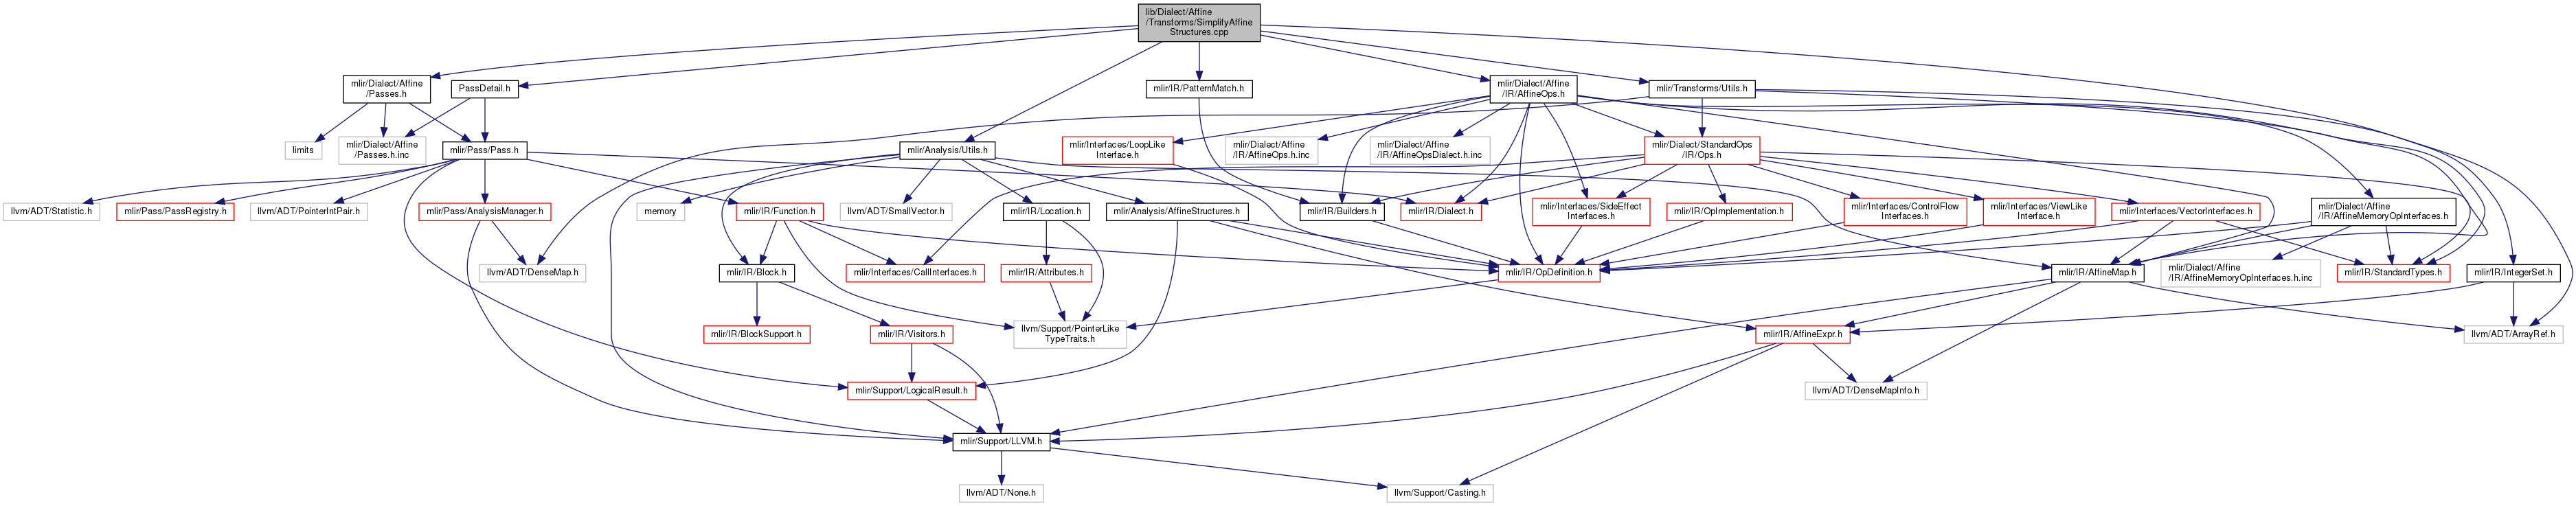 lib/Dialect/Affine
/Transforms/SimplifyAffine
Structures.cpp
mlir/Dialect/Affine
/Passes.h
PassDetail.h
mlir/IR/PatternMatch.h
mlir/Dialect/Affine
/IR/AffineOps.h
mlir/Transforms/Utils.h
limits
mlir/Dialect/Affine
/Passes.h.inc
mlir/Pass/Pass.h
mlir/Analysis/Utils.h
mlir/Interfaces/LoopLike
Interface.h
mlir/Dialect/Affine
/IR/AffineOps.h.inc
mlir/Dialect/Affine
/IR/AffineOpsDialect.h.inc
mlir/Dialect/StandardOps
/IR/Ops.h
llvm/ADT/Statistic.h
mlir/Pass/PassRegistry.h
llvm/ADT/PointerIntPair.h
mlir/Pass/AnalysisManager.h
mlir/IR/Function.h
memory
llvm/ADT/SmallVector.h
mlir/IR/Location.h
mlir/Analysis/AffineStructures.h
mlir/IR/Builders.h
mlir/IR/Dialect.h
mlir/Interfaces/SideEffect
Interfaces.h
mlir/IR/OpImplementation.h
mlir/Interfaces/ControlFlow
Interfaces.h
mlir/Interfaces/ViewLike
Interface.h
mlir/Interfaces/VectorInterfaces.h
mlir/Dialect/Affine
/IR/AffineMemoryOpInterfaces.h
llvm/ADT/DenseMap.h
mlir/IR/Block.h
mlir/Interfaces/CallInterfaces.h
mlir/IR/Attributes.h
mlir/IR/OpDefinition.h
mlir/IR/AffineMap.h
mlir/Dialect/Affine
/IR/AffineMemoryOpInterfaces.h.inc
mlir/IR/StandardTypes.h
mlir/IR/IntegerSet.h
mlir/IR/BlockSupport.h
mlir/IR/Visitors.h
llvm/Support/PointerLike
TypeTraits.h
mlir/IR/AffineExpr.h
llvm/ADT/ArrayRef.h
mlir/Support/LogicalResult.h
llvm/ADT/DenseMapInfo.h
mlir/Support/LLVM.h
llvm/ADT/None.h
llvm/Support/Casting.h